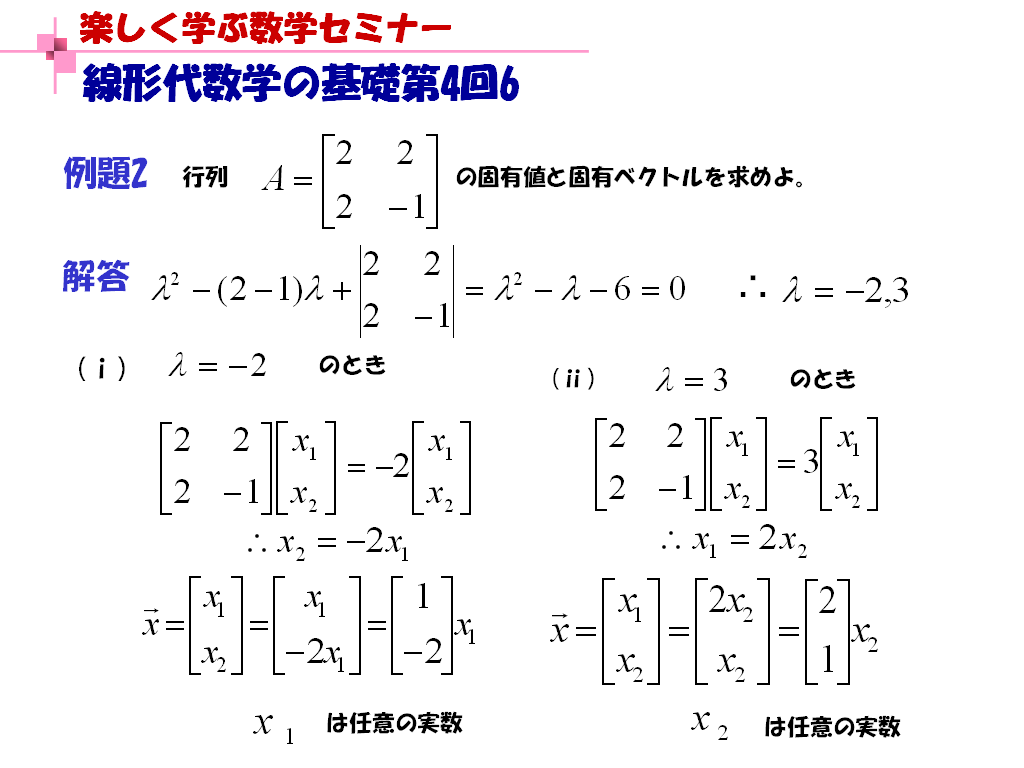 楽しく学ぶ数学セミナー
線形代数学の基礎第4回6
例題2 行列 A = [2 2; 2 −1] の固有値と固有ベクトルを求めよ。
解答 λ² − (2 − 1)λ + |2 2; 2 −1| = λ² − λ − 6 = 0 ∴ λ = −2,3
( i ) λ = −2 のとき
[2 2; 2 −1][x₁; x₂] = −2[x₁; x₂]
∴ x₂ = −2x₁
x⃗ = [x₁; x₂] = [x₁; −2x₁] = [1; −2]x₁
x₁ は任意の実数
( ii ) λ = 3 のとき
[2 2; 2 −1][x₁; x₂] = 3[x₁; x₂]
∴ x₁ = 2x₂
x⃗ = [x₁; x₂] = [2x₂; x₂] = [2; 1]x₂
x₂ は任意の実数